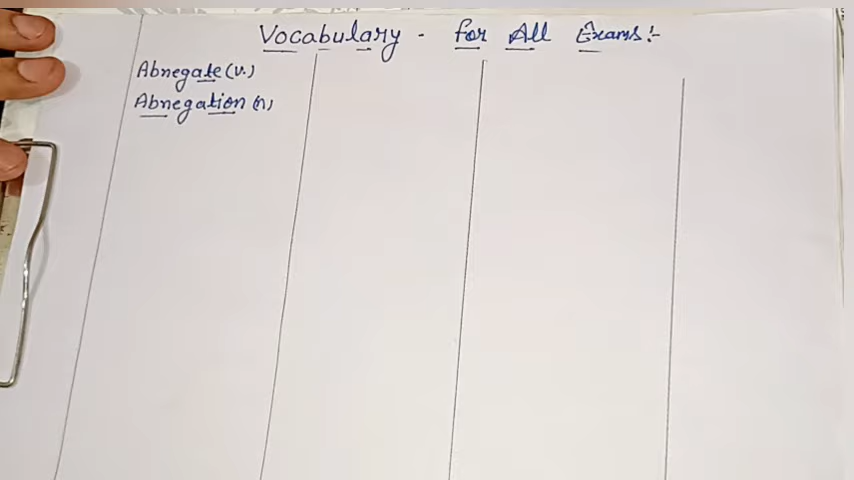 Vocabulary - for All Exams:-
Abnegate (v.)
Abnegation (n)